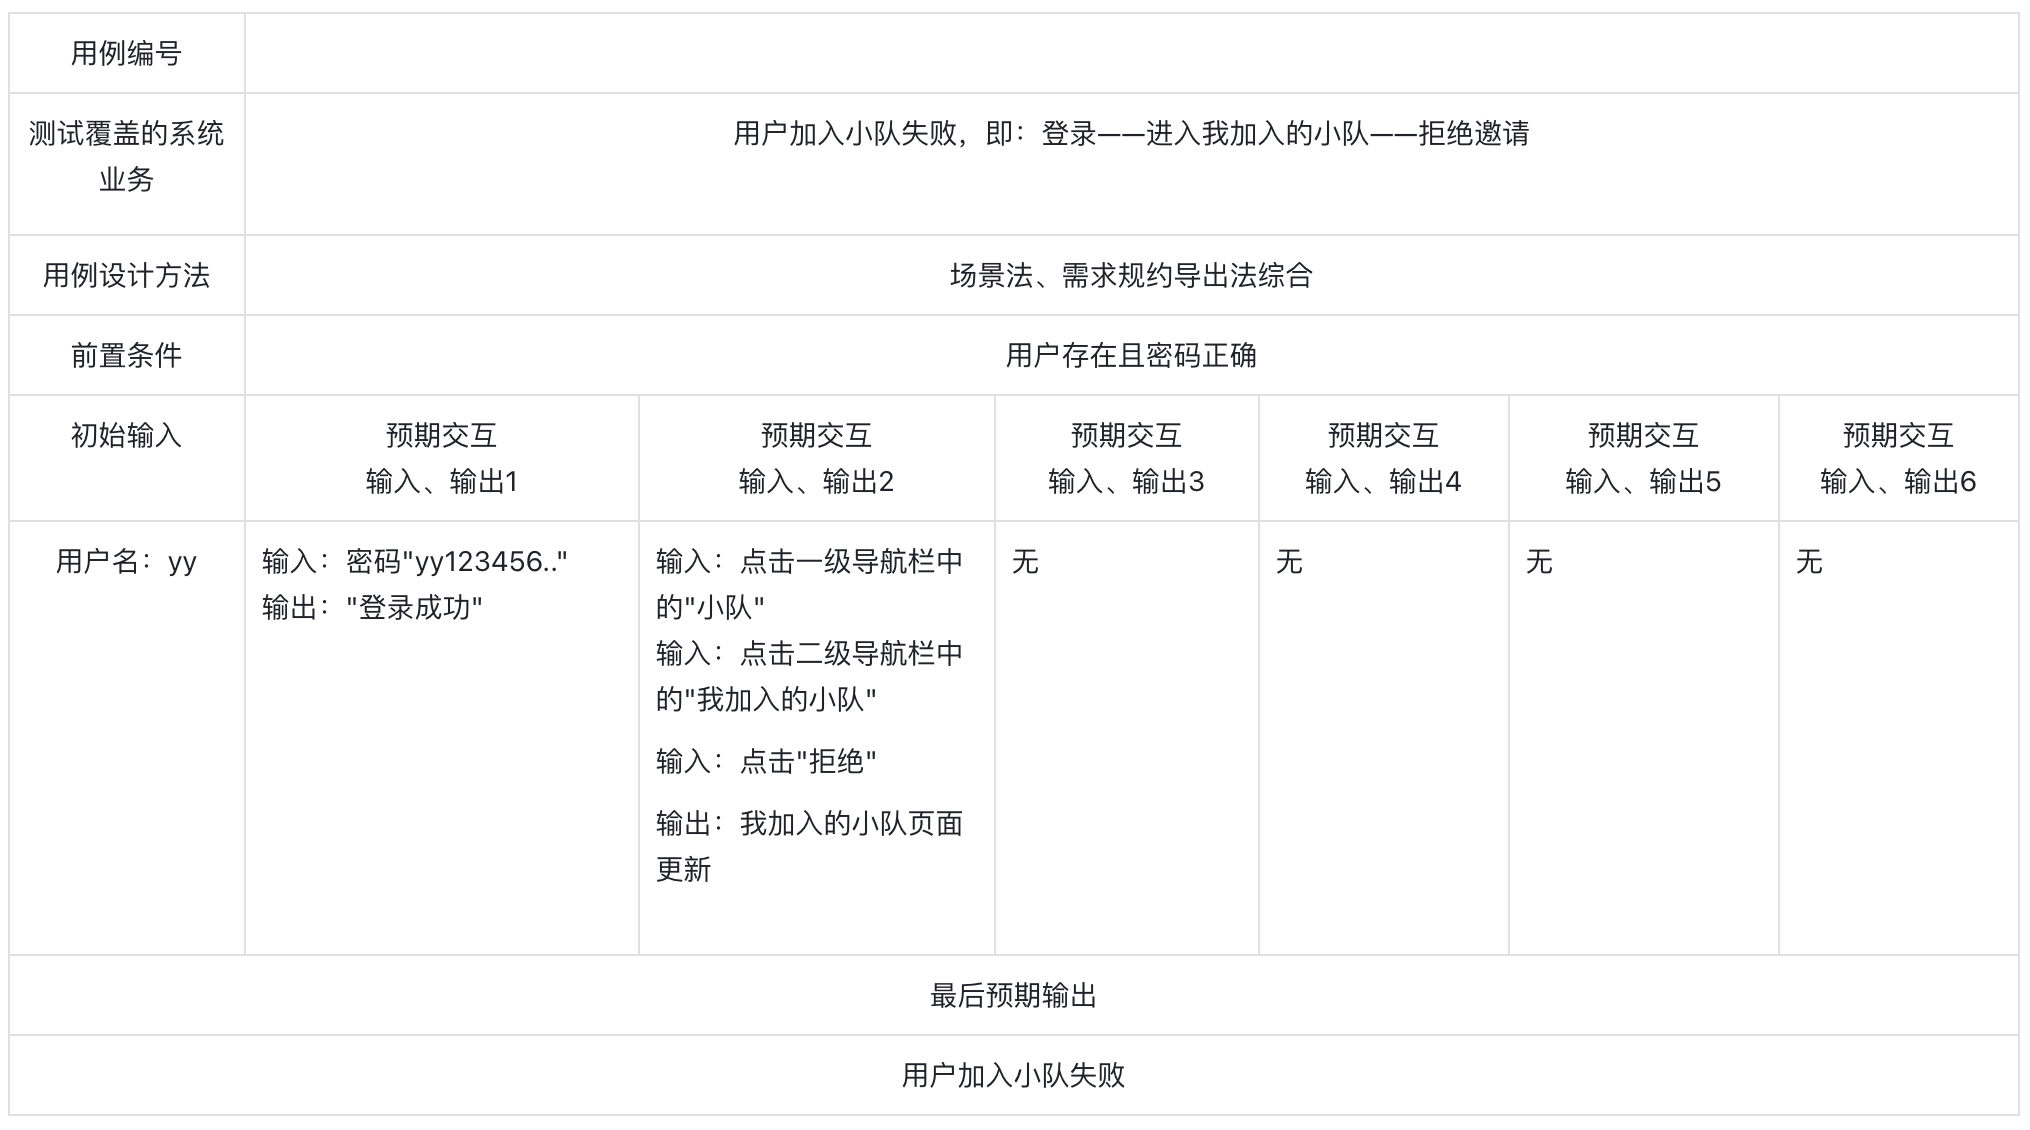 用例编号
测试覆盖的系统
业务
用户加入小队失败，即：登录——进入我加入的小队——拒绝邀请
用例设计方法
场景法、需求规约导出法综合
前置条件
用户存在且密码正确
初始输入
预期交互
输入、输出1
预期交互
输入、输出2
预期交互
输入、输出3
预期交互
输入、输出4
预期交互
输入、输出5
预期交互
输入、输出6
用户名：yy
输入：密码"yy123456.."
输出："登录成功"
输入：点击一级导航栏中
的"小队"
输入：点击二级导航栏中
的"我加入的小队"
输入：点击"拒绝"
输出：我加入的小队页面
更新
无
无
无
无
最后预期输出
用户加入小队失败